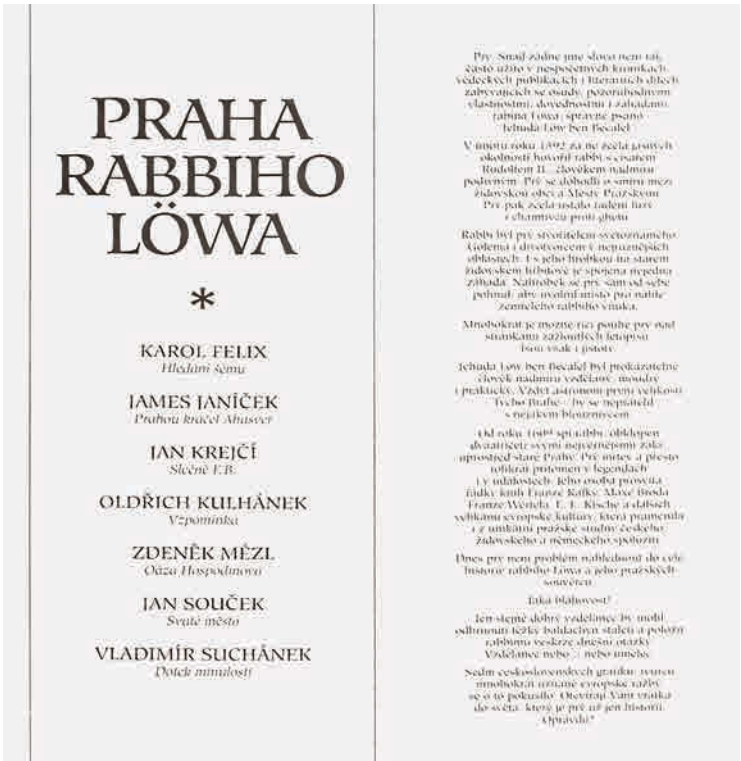 PRAHA
RABBIHO
LÖWA
*
KAROL FELIX
Hledání šému
JAMES JANÍČEK
Prahou kráčel Ahasver
JAN KREJČÍ
Slečně F.B.
OLDŘICH KULHÁNEK
Vzpomínka
ZDENĚK MĚZL
Oáza Hospodinova
JAN SOUČEK
Svaté město
VLADIMÍR SUCHÁNEK
Dotek minulosti
Prý. Snad žádné jiné slovo není tak
často užito v nespočetných kronikách,
vědeckých publikacích i literárních dílech
zabývajících se osudy, pozoruhodnými
vlastnostmi, dovednostmi i záhadami
rabína Löwa, správně psáno
Jehuda Löw ben Becalel
V únoru roku 1592 za ne zcela jasných
okolností hovořil rabbi s císařem
Rudolfem II., člověkem nadmíru
podivným. Prý se dohodli o smíru mezi
židovskou obcí a Městy Pražskými
Prý pak zcela ustalo řádění lůzy
i chamtivců proti ghettu
Rabbi byl prý stvořitelem světoznámého
Golema i divotvorcem v nejrůznějších
oblastech. I s jeho hrobkou na starém
židovském hřbitově je spojena nejedna
záhada. Náhrobek se prý sám od sebe
pohnul, aby uvolnil místo pro náhle
zemřelého rabbiho vnuka.
Mnohokrát je možné říci pouhé prý nad
stránkami zažloutlých letopisů
Jsou však i jistoty
Jehuda Löw ben Becalel byl prokazatelně
člověk nadmíru vzdělaný, moudrý
i praktický. Vždyť astronom první velikosti
Tycho Brahe by se nepřátelil
s nějakým blouznivcem
Od roku 1609 spí rabbi, obklopen
dvaatřiceti svými nejvěrnějšími žáky
uprostřed staré Prahy. Prý mrtev a přesto
tolikrát přítomen v legendách
i v událostech. Jeho osoba prosvítá
řádky knih Franze Kafky, Maxe Broda
Franze Werfela, E. E. Kische a dalších
velikánů evropské kultury, která pramenila
i z unikátní pražské studny českého
židovského a německého spolužití
Dnes prý není problém nahlédnout do celé
historie rabbiho Löwa a jeho pražských
souvětců
Jaká bláhovost!
Jen stejně dobrý vzdělanec by mohl
odhrnout těžký baldachýn staletí a položit
rabbimu veskrze dnešní otázky
Vzdělanec nebo ... nebo umělec
Sedm československých grafiků, tvůrců
mnohokrát uznané evropské ražby
se o to pokusilo. Otevírají Vám vrátka
do světa, který je prý už jen historií
Opravdu?